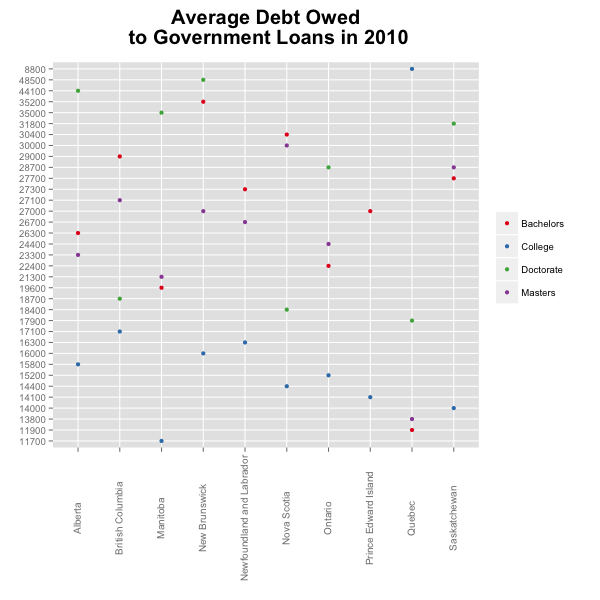 Average Debt Owed
to Government Loans in 2010
8800
48500
44100
35200
35000
31800
30400
30000
29000
28700
27700
27300
27100
27000
26700
26300
24400
23300
22400
21300
19600
18700
18400
17900
17100
16300
16000
15800
15200
14400
14100
14000
13800
11900
11700
Bachelors
College
Doctorate
Masters
Alberta
British Columbia
Manitoba
New Brunswick
Newfoundland and Labrador
Nova Scotia
Ontario
Prince Edward Island
Quebec
Saskatchewan